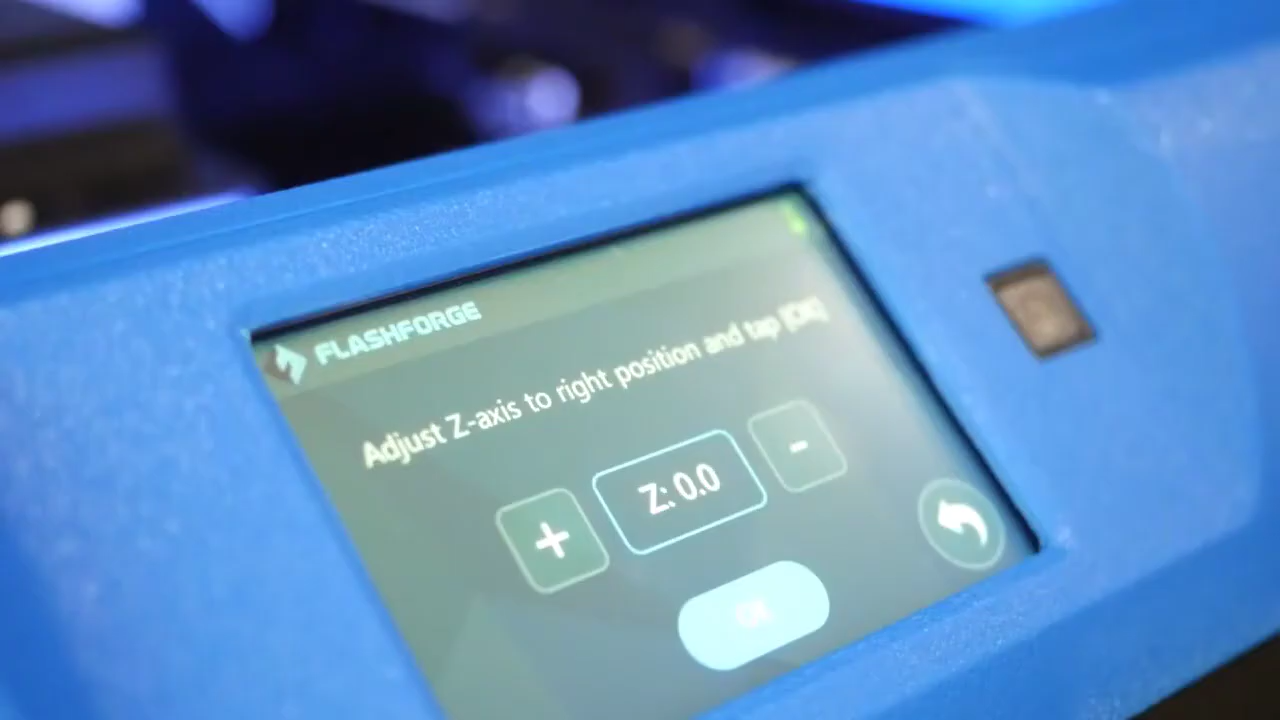 FLASHFORGE
Adjust Z-axis to right position and tap [OK]
+
Z: 0.0
-
OK